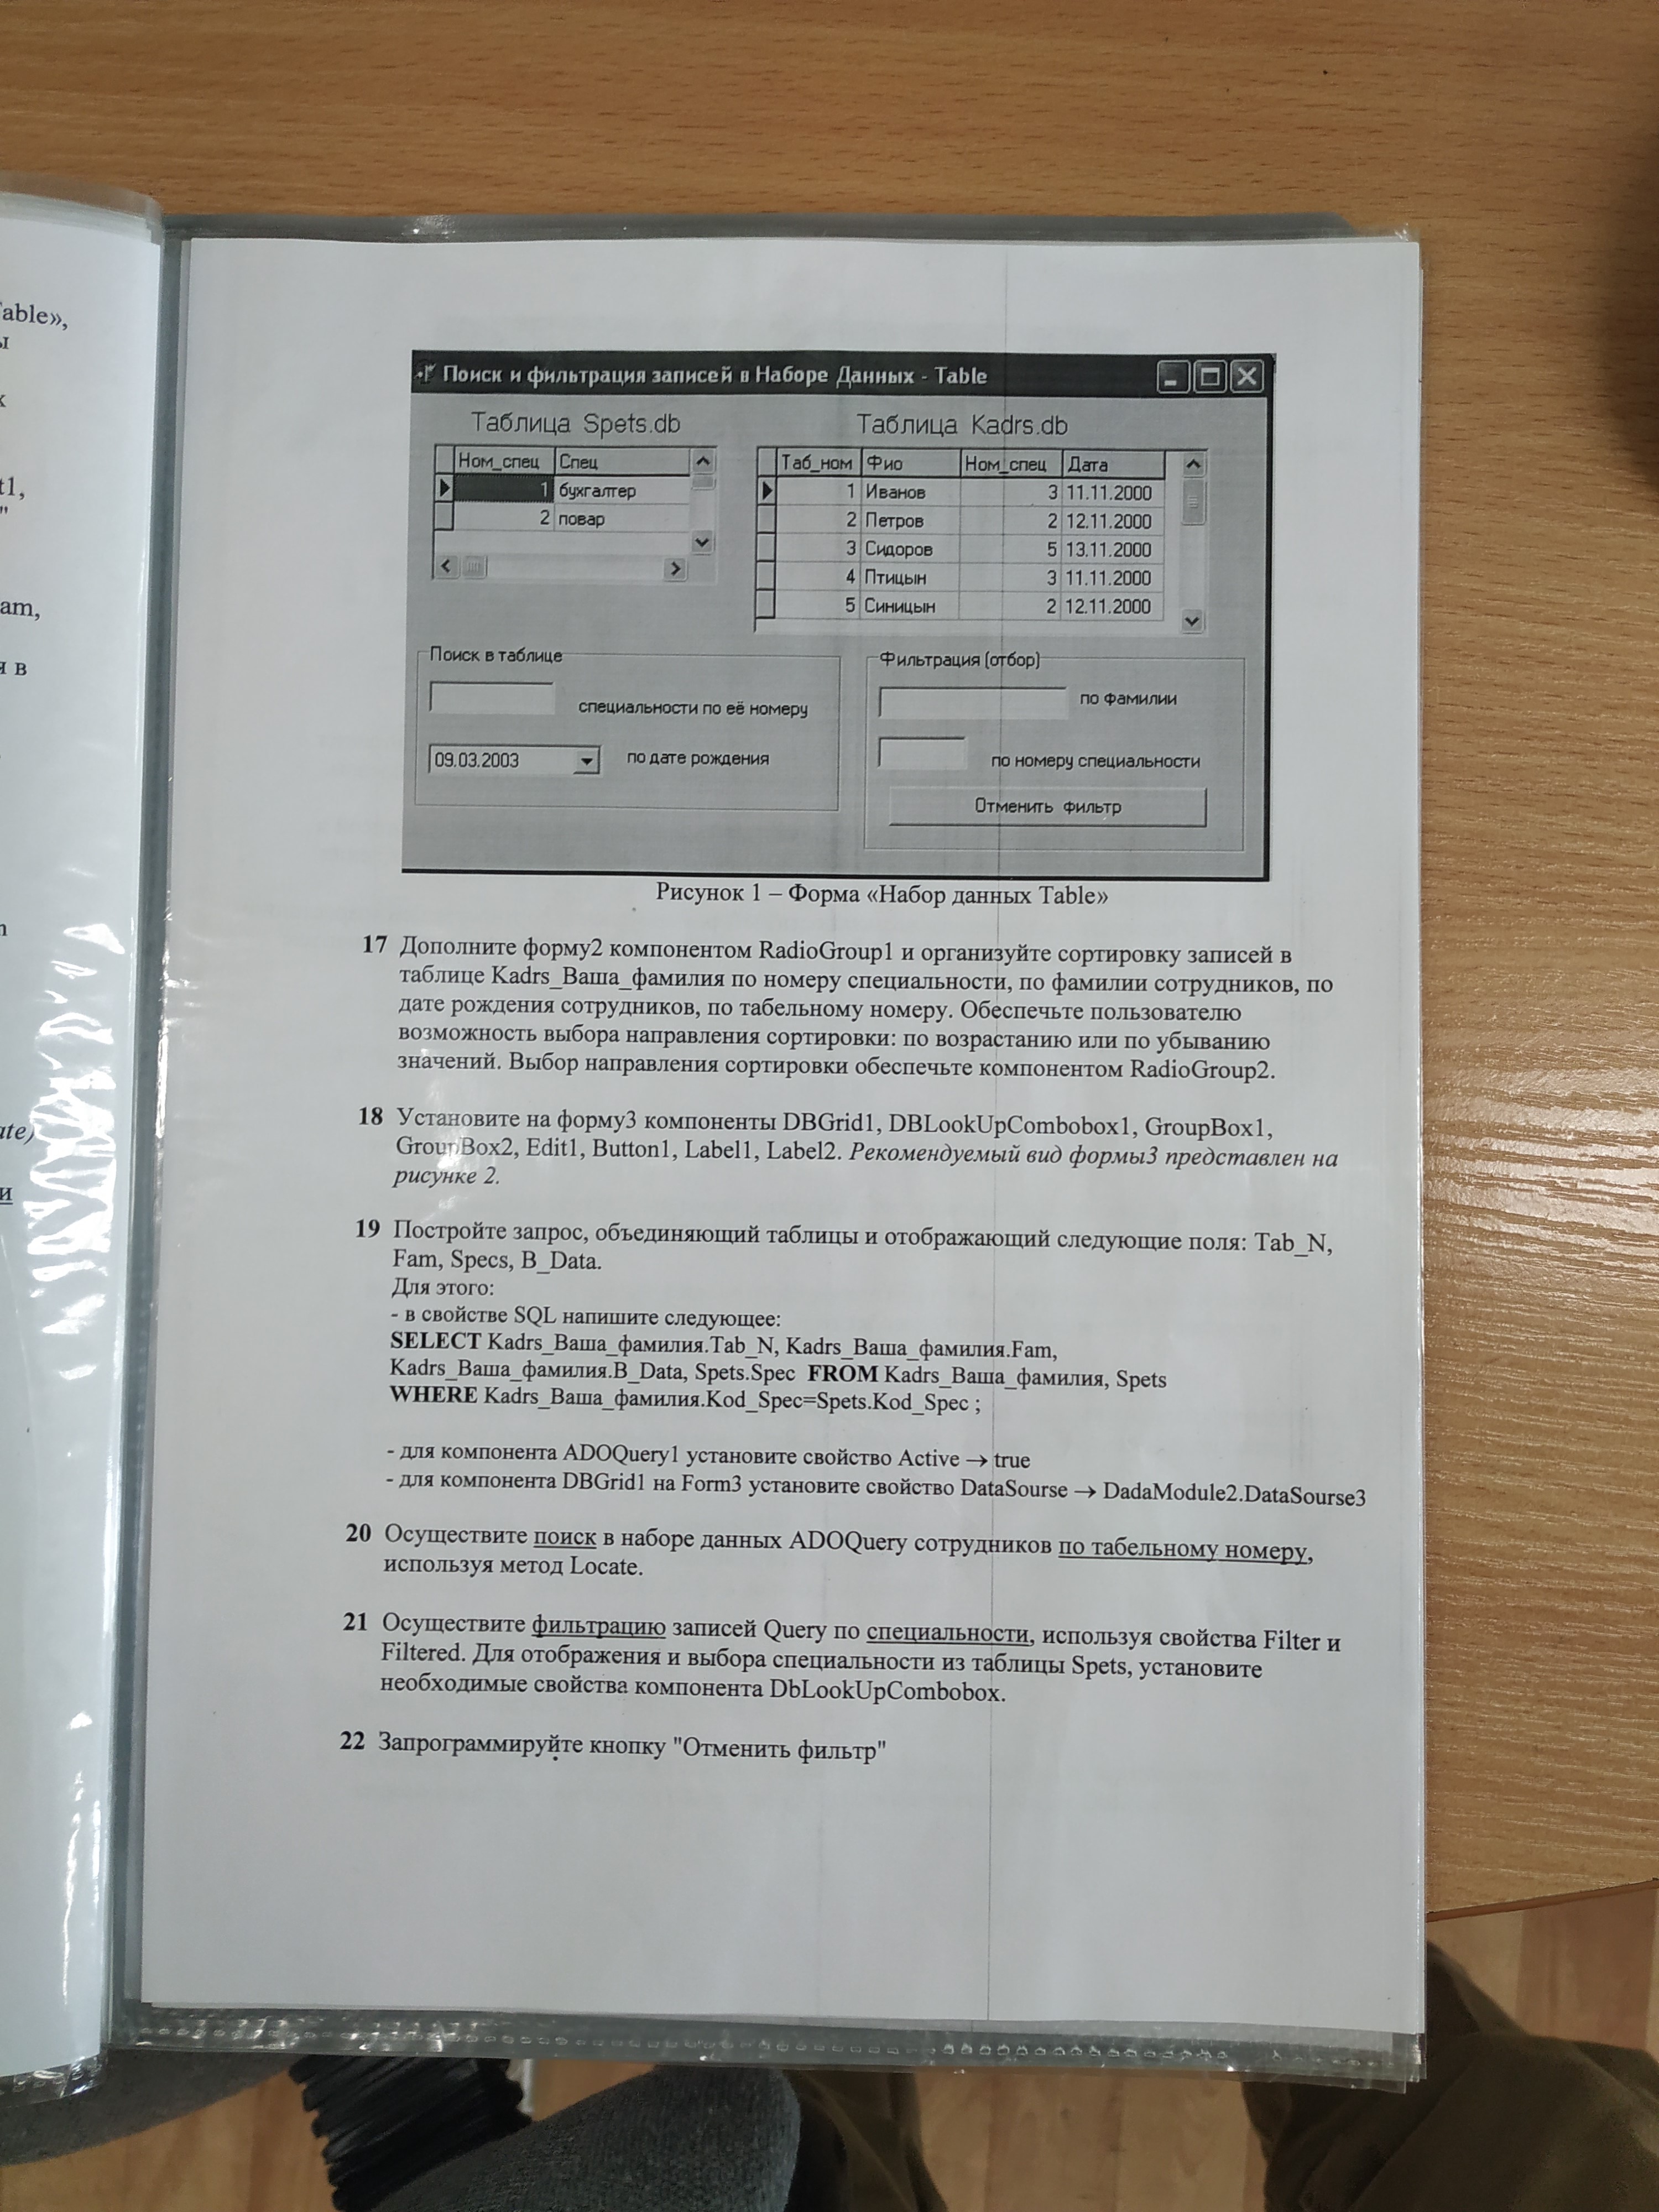 able»,
ы
к
t1,
"
am,
я в
ate)
и
Поиск и фильтрация записей в Наборе Данных - Table
Таблица Spets.db
Ном_спец Спец
1 бухгалтер
2 повар
Таблица Kadrs.db
Таб_ном Фио Ном_спец Дата
1 Иванов 3 11.11.2000
2 Петров 2 12.11.2000
3 Сидоров 5 13.11.2000
4 Птицын 3 11.11.2000
5 Синицын 2 12.11.2000
Поиск в таблице
специальности по её номеру
09.03.2003 по дате рождения
Фильтрация (отбор)
по фамилии
по номеру специальности
Отменить фильтр
Рисунок 1 – Форма «Набор данных Table»
17 Дополните форму2 компонентом RadioGroup1 и организуйте сортировку записей в
таблице Kadrs_Ваша_фамилия по номеру специальности, по фамилии сотрудников, по
дате рождения сотрудников, по табельному номеру. Обеспечьте пользователю
возможность выбора направления сортировки: по возрастанию или по убыванию
значений. Выбор направления сортировки обеспечьте компонентом RadioGroup2.
18 Установите на форму3 компоненты DBGrid1, DBLookUpCombobox1, GroupBox1,
GroupBox2, Edit1, Button1, Label1, Label2. Рекомендуемый вид формы3 представлен на
рисунке 2.
19 Постройте запрос, объединяющий таблицы и отображающий следующие поля: Tab_N,
Fam, Specs, B_Data.
Для этого:
- в свойстве SQL напишите следующее:
SELECT Kadrs_Ваша_фамилия.Tab_N, Kadrs_Ваша_фамилия.Fam,
Kadrs_Ваша_фамилия.B_Data, Spets.Spec FROM Kadrs_Ваша_фамилия, Spets
WHERE Kadrs_Ваша_фамилия.Kod_Spec=Spets.Kod_Spec ;
- для компонента ADOQuery1 установите свойство Active → true
- для компонента DBGrid1 на Form3 установите свойство DataSourse → DadaModule2.DataSourse3
20 Осуществите поиск в наборе данных ADOQuery сотрудников по табельному номеру,
используя метод Locate.
21 Осуществите фильтрацию записей Query по специальности, используя свойства Filter и
Filtered. Для отображения и выбора специальности из таблицы Spets, установите
необходимые свойства компонента DbLookUpCombobox.
22 Запрограммируйте кнопку "Отменить фильтр"